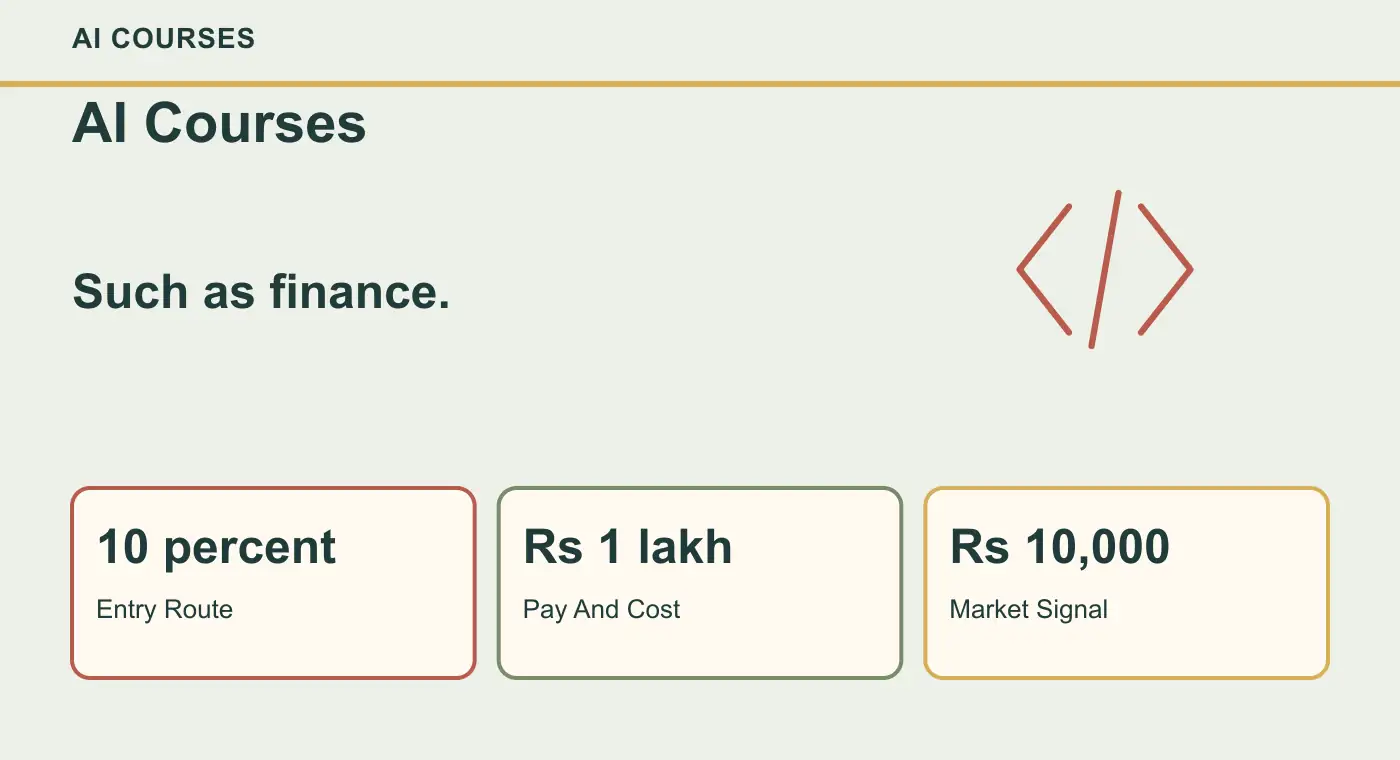 AI COURSES
AI Courses
Such as finance.
10 percent
Entry Route
Rs 1 lakh
Pay And Cost
Rs 10,000
Market Signal